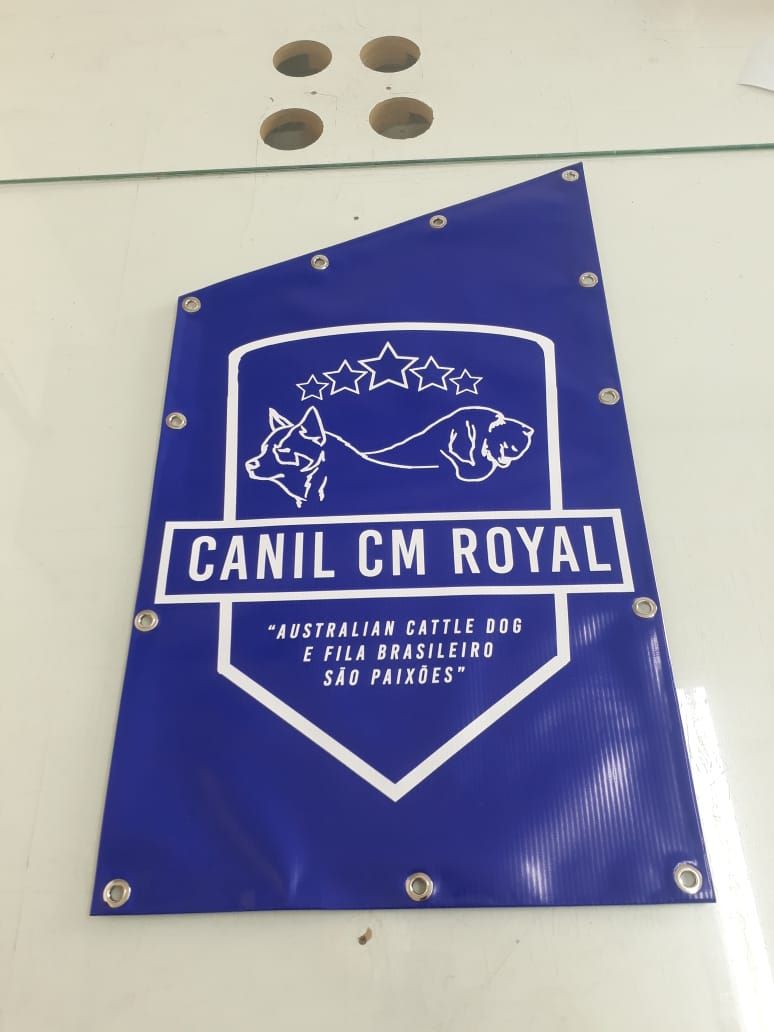 CANIL CM ROYAL
“AUSTRALIAN CATTLE DOG
E FILA BRASILEIRO
SÃO PAIXÕES”